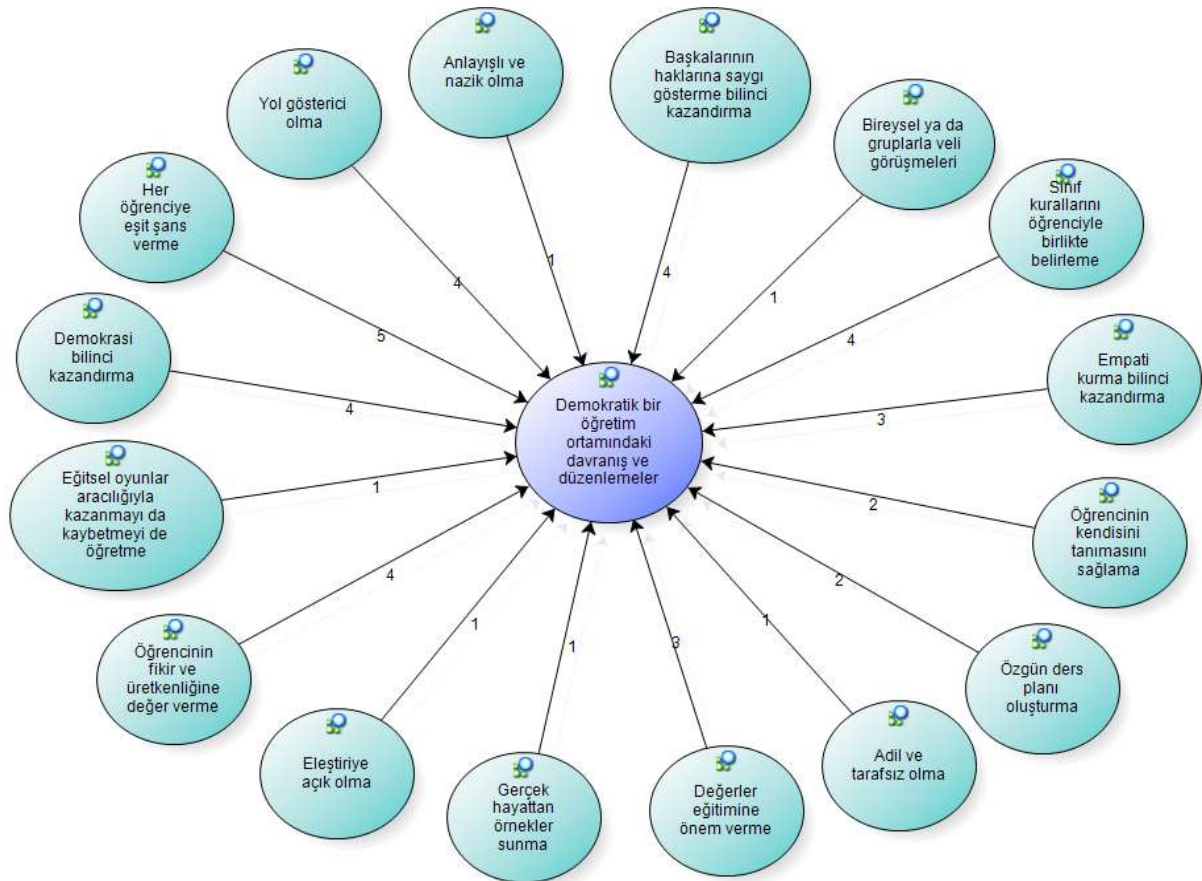 Anlayışlı ve
nazik olma
Başkalarının
haklarına saygı
gösterme bilinci
kazandırma
Yol gösterici
olma
Bireysel ya da
gruplarla veli
görüşmeleri
Her
öğrenciye
eşit şans
verme
Sınıf
kurallarını
öğrenciyle
birlikte
belirleme
1
4
4
1
5
4
Demokrasi
bilinci
kazandırma
Empati
kurma bilinci
kazandırma
4
3
Demokratik bir
öğretim
ortamındaki
davranış ve
düzenlemeler
Eğitsel oyunlar
aracılığıyla
kazanmayı da
kaybetmeyi de
öğretme
1
2
Öğrencinin
kendisini
tanımasını
sağlama
4
2
1
1
3
1
Öğrencinin
fikir ve
üretkenliğine
değer verme
Özgün ders
planı
oluşturma
Eleştiriye
açık olma
Adil ve
tarafsız olma
Gerçek
hayattan
örnekler
sunma
Değerler
eğitimine
önem verme